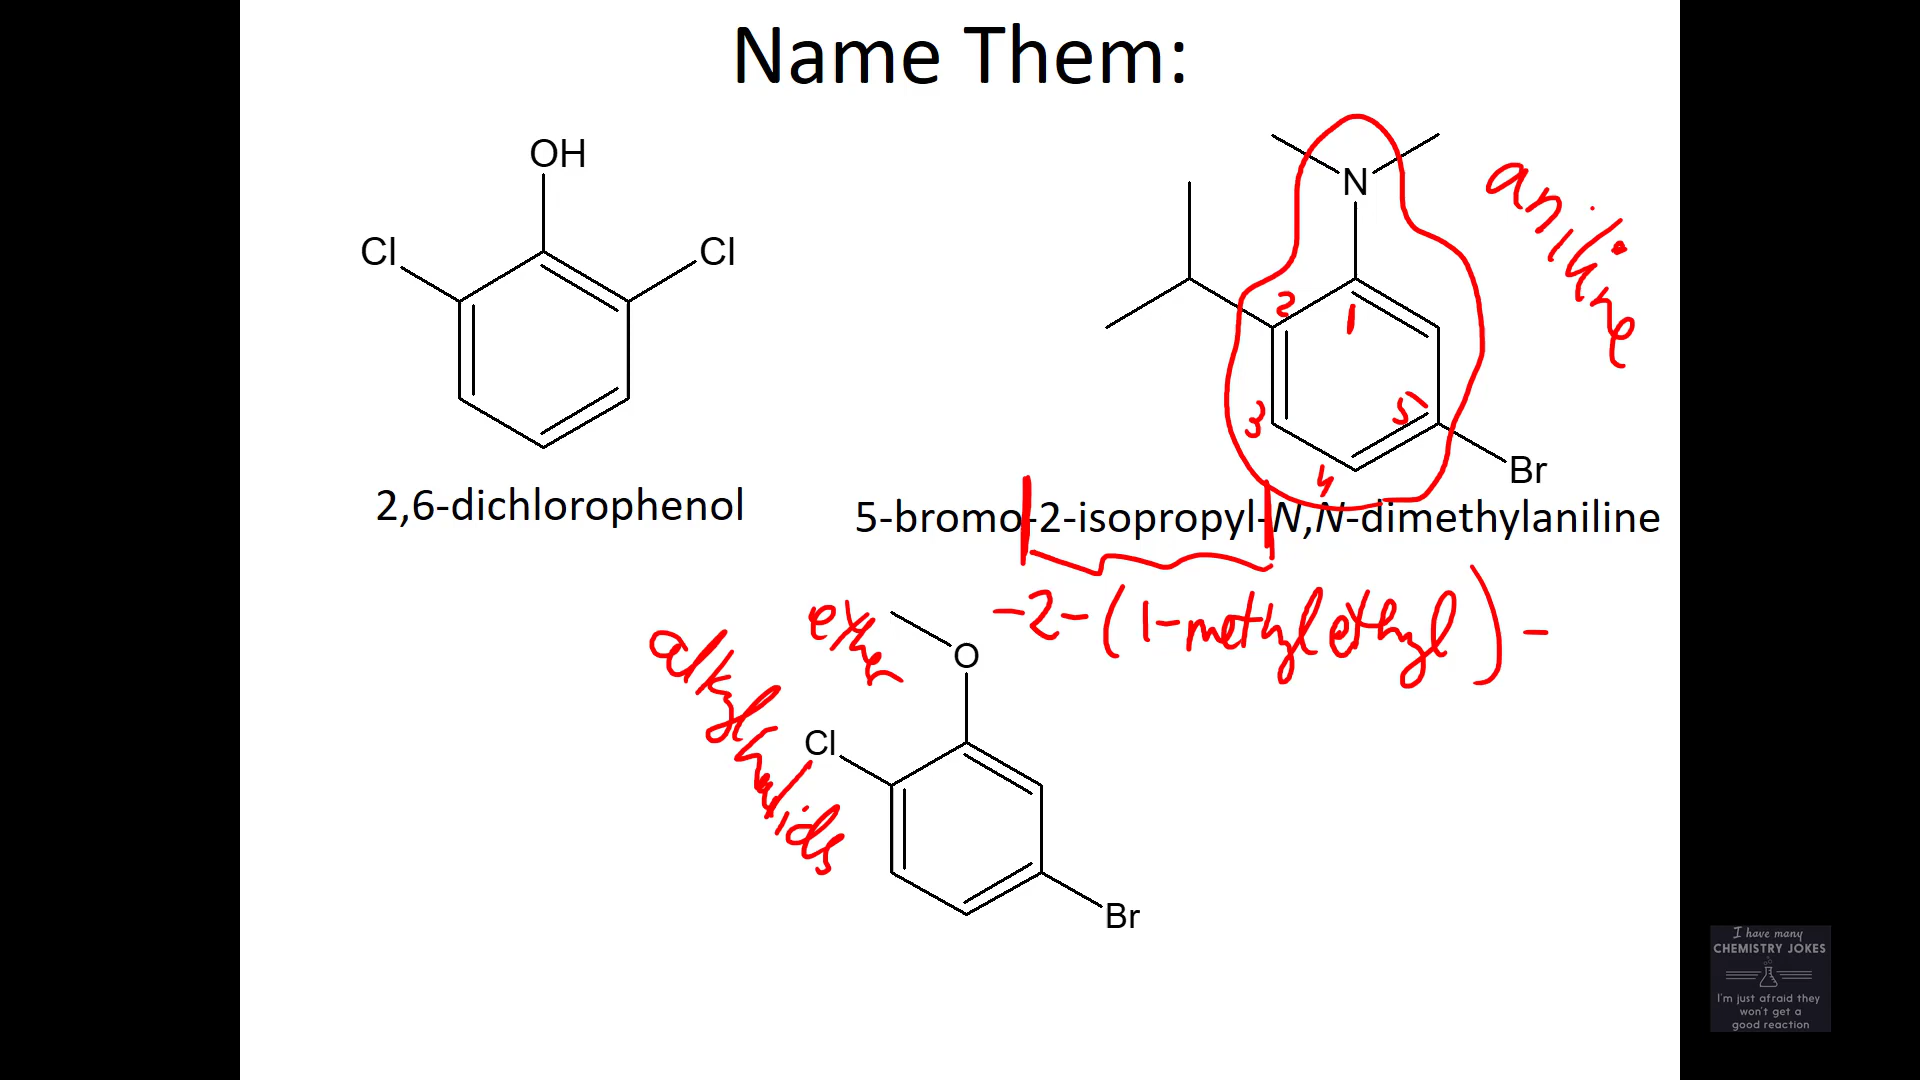 Name Them:
OH
Cl
Cl
N
aniline
2
1
3
5
4
Br
2,6-dichlorophenol
5-bromo-2-isopropyl-N,N-dimethylaniline
-2-(1-methylethyl)-
ether
O
alkyl halids
Cl
Br
I have many
CHEMISTRY JOKES
I'm just afraid they
won't get a
good reaction